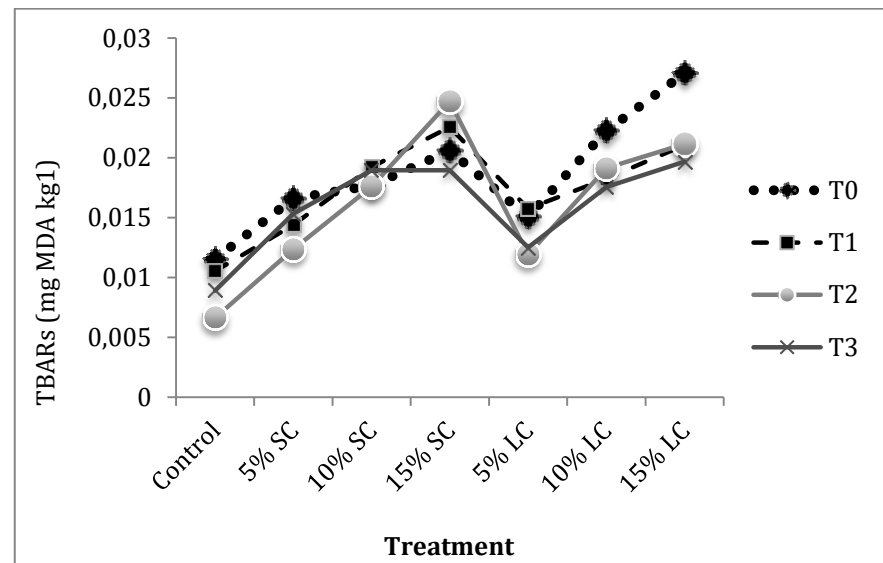 0,03
0,025
0,02
0,015
0,01
0,005
0
TBARs (mg MDA kg1)
Control
5% SC
10% SC
15% SC
5% LC
10% LC
15% LC
Treatment
T0
T1
T2
T3